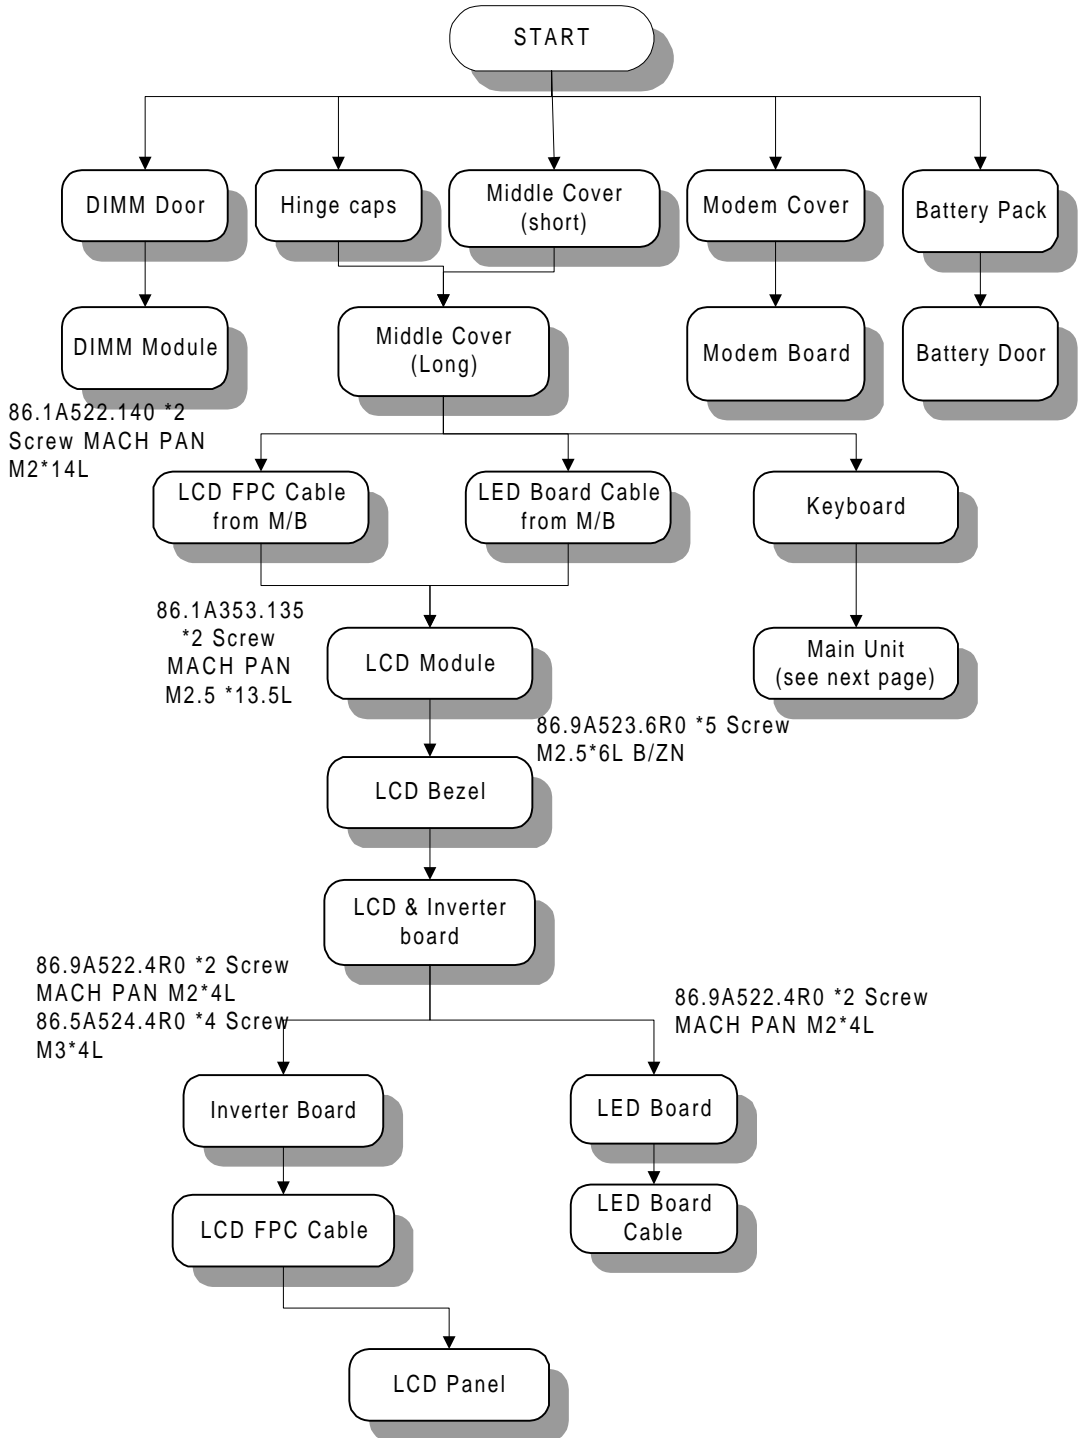 START
DIMM Door
Hinge caps
Middle Cover
(short)
Modem Cover
Battery Pack
DIMM Module
Middle Cover
(Long)
Modem Board
Battery Door
86.1A522.140 *2
Screw MACH PAN
M2*14L
LCD FPC Cable
from M/B
LED Board Cable
from M/B
Keyboard
86.1A353.135
*2 Screw
MACH PAN
M2.5 *13.5L
LCD Module
Main Unit
(see next page)
86.9A523.6R0 *5 Screw
M2.5*6L B/ZN
LCD Bezel
LCD & Inverter
board
86.9A522.4R0 *2 Screw
MACH PAN M2*4L
86.5A524.4R0 *4 Screw
M3*4L
86.9A522.4R0 *2 Screw
MACH PAN M2*4L
Inverter Board
LED Board
LCD FPC Cable
LED Board
Cable
LCD Panel